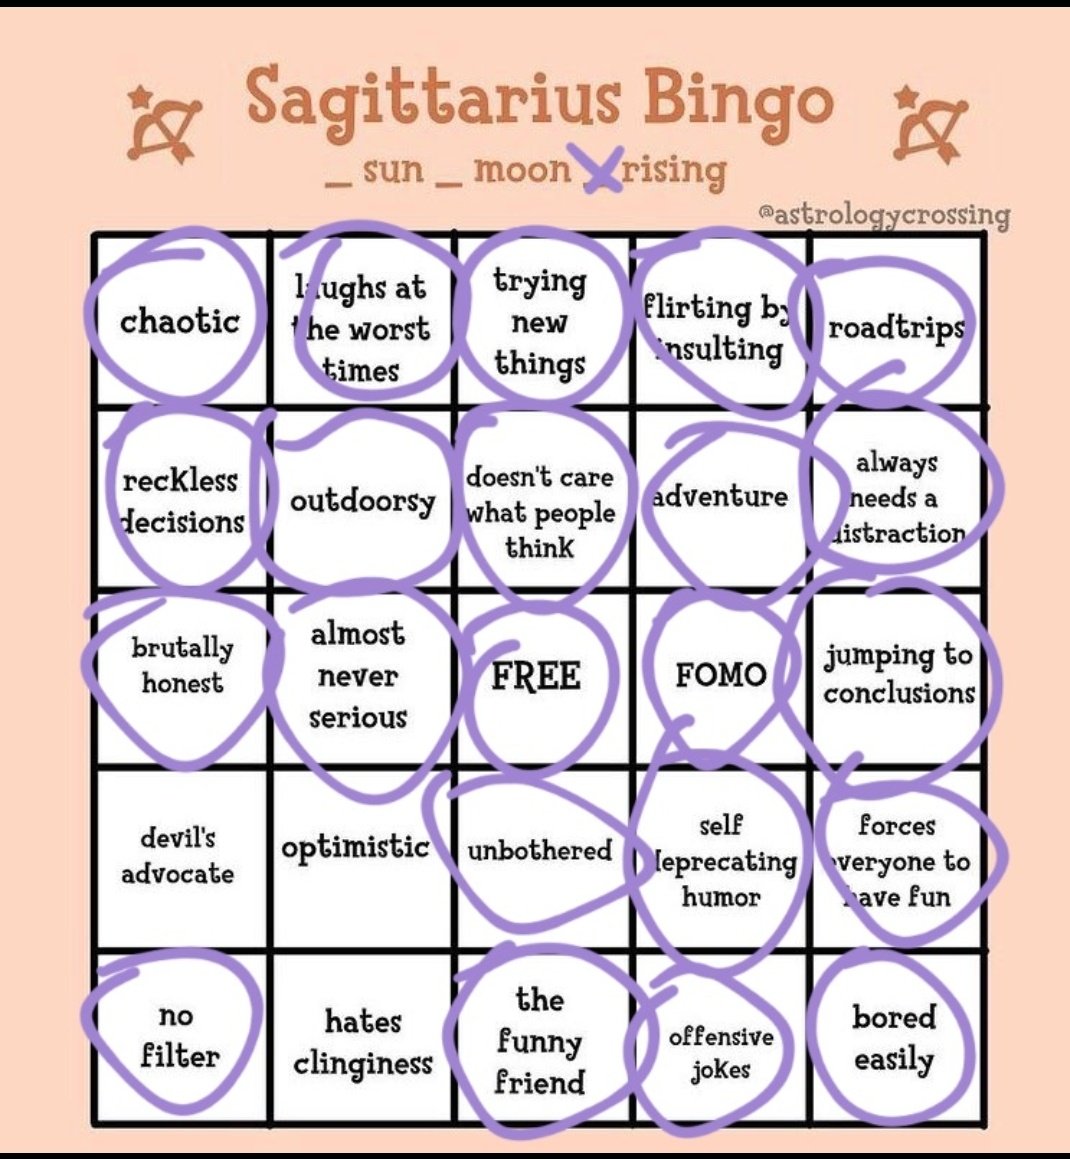 Sagittarius Bingo
_ sun _ moon _ rising
@astrologycrossing
chaotic
laughs at
the worst
times
trying
new
things
flirting by
insulting
roadtrips
reckless
decisions
outdoorsy
doesn't care
what people
think
adventure
always
needs a
distraction
brutally
honest
almost
never
serious
FREE
FOMO
jumping to
conclusions
devil's
advocate
optimistic
unbothered
self
deprecating
humor
forces
everyone to
have fun
no
filter
hates
clinginess
the
funny
friend
offensive
jokes
bored
easily